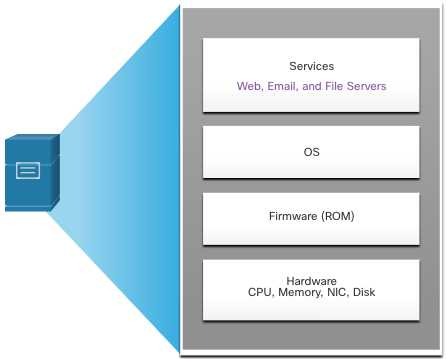 Services
Web, Email, and File Servers
OS
Firmware (ROM)
Hardware
CPU, Memory, NIC, Disk